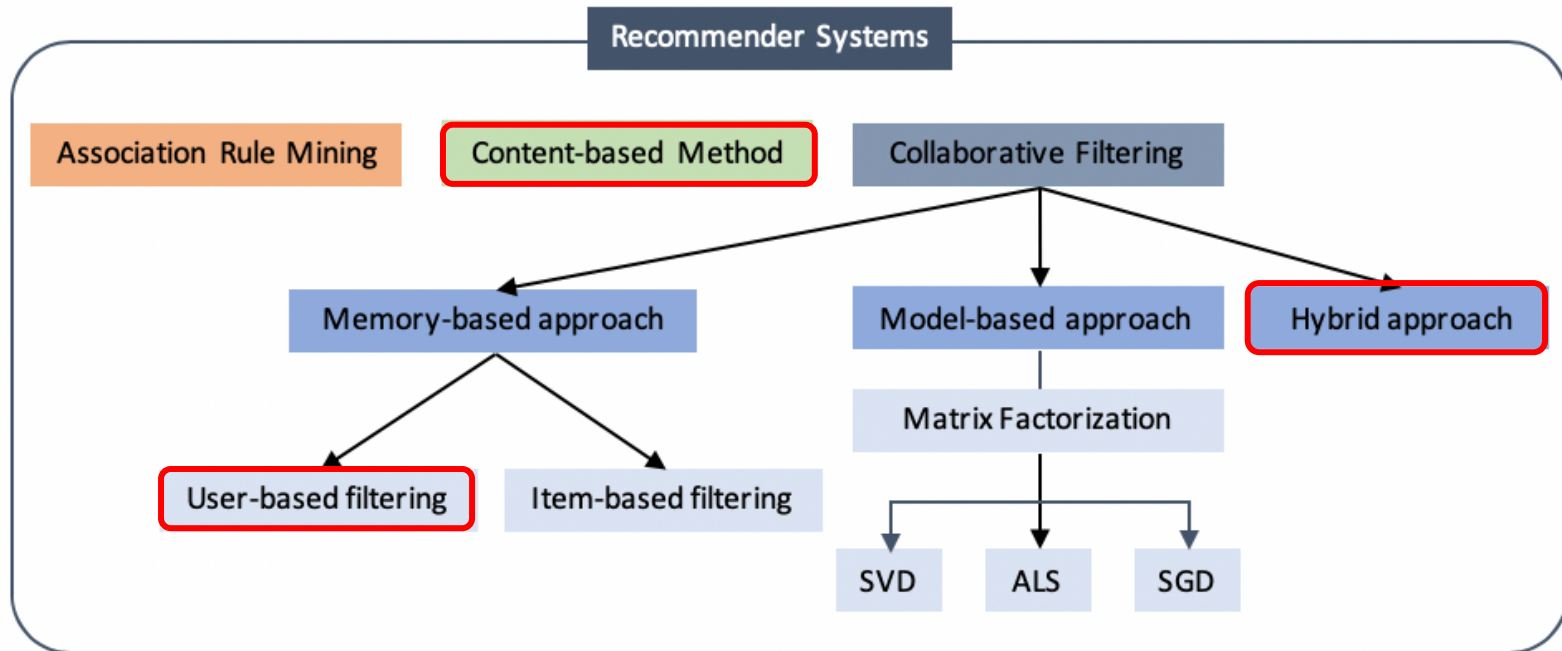 Recommender Systems
Association Rule Mining
Content-based Method
Collaborative Filtering
Memory-based approach
Model-based approach
Hybrid approach
Matrix Factorization
User-based filtering
Item-based filtering
SVD
ALS
SGD